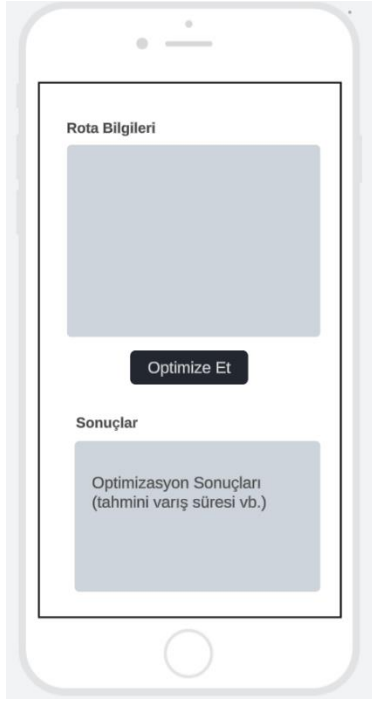 Rota Bilgileri
Optimize Et
Sonuçlar
Optimizasyon Sonuçları
(tahmini varış süresi vb.)